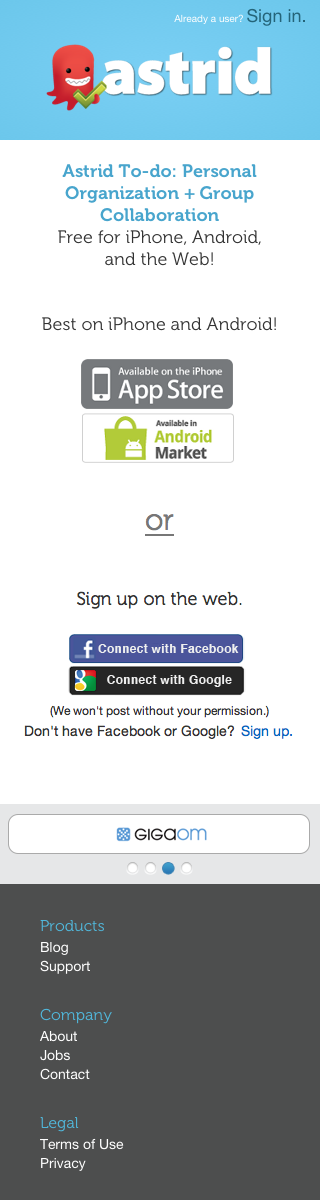 Already a user? Sign in.
astrid
Astrid To-do: Personal
Organization + Group
Collaboration
Free for iPhone, Android,
and the Web!
Best on iPhone and Android!
Available on the iPhone
App Store
Available in
Android
Market
or
Sign up on the web.
Connect with Facebook
Connect with Google
(We won't post without your permission.)
Don't have Facebook or Google? Sign up.
GIGAOM
Products
Blog
Support
Company
About
Jobs
Contact
Legal
Terms of Use
Privacy